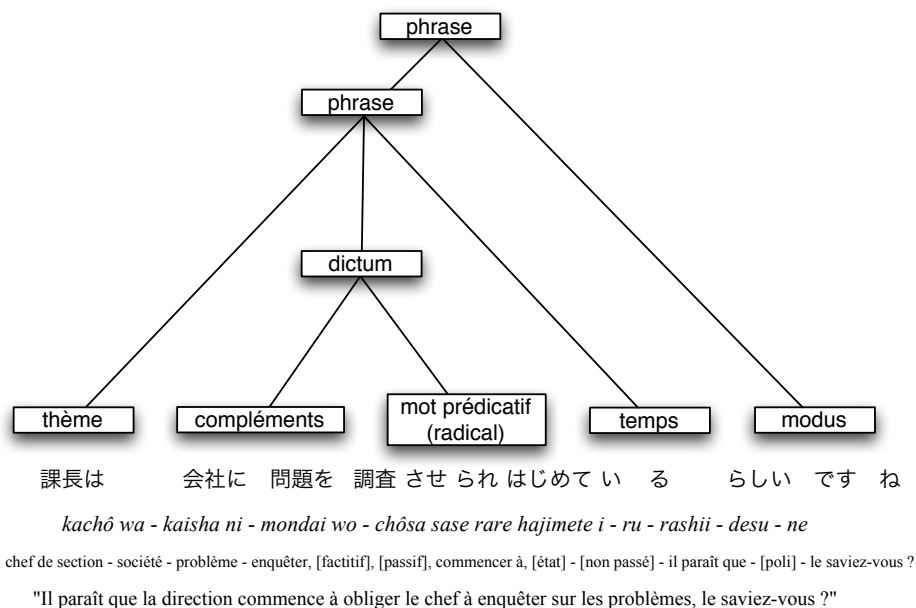 phrase
phrase
dictum
thème compléments mot prédicatif (radical) temps modus
課長は 会社に 問題を 調査 させ られ はじめて い る らしい です ね
kachô wa - kaisha ni - mondai wo - chôsa sase rare hajimete i - ru - rashii - desu - ne
chef de section - société - problème - enquêter, [factitif], [passif], commencer à, [état] - [non passé] - il paraît que - [poli] - le saviez-vous ?
"Il paraît que la direction commence à obliger le chef à enquêter sur les problèmes, le saviez-vous ?"